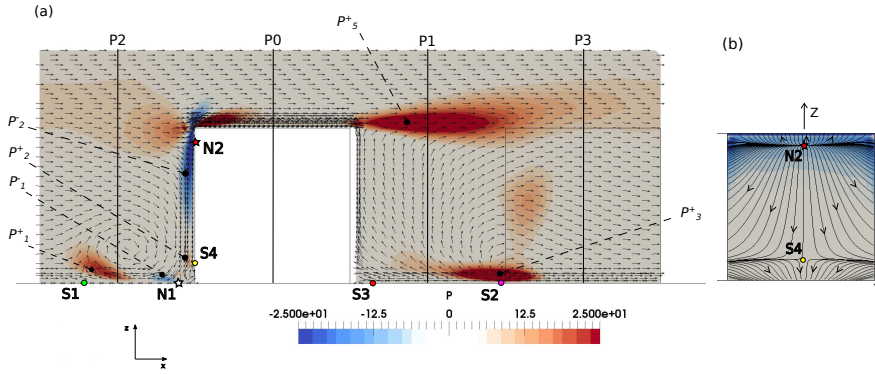 (a)
P⁺₅
P2 P0 P1 P3
(b)
Z
P⁻₂
N2
N2
P⁺₂
P⁻₁
P⁺₃
P⁺₁
S4
S4
S1 N1 S3 P S2
-2.500e+01 -12.5 0 12.5 2.500e+01
z
x